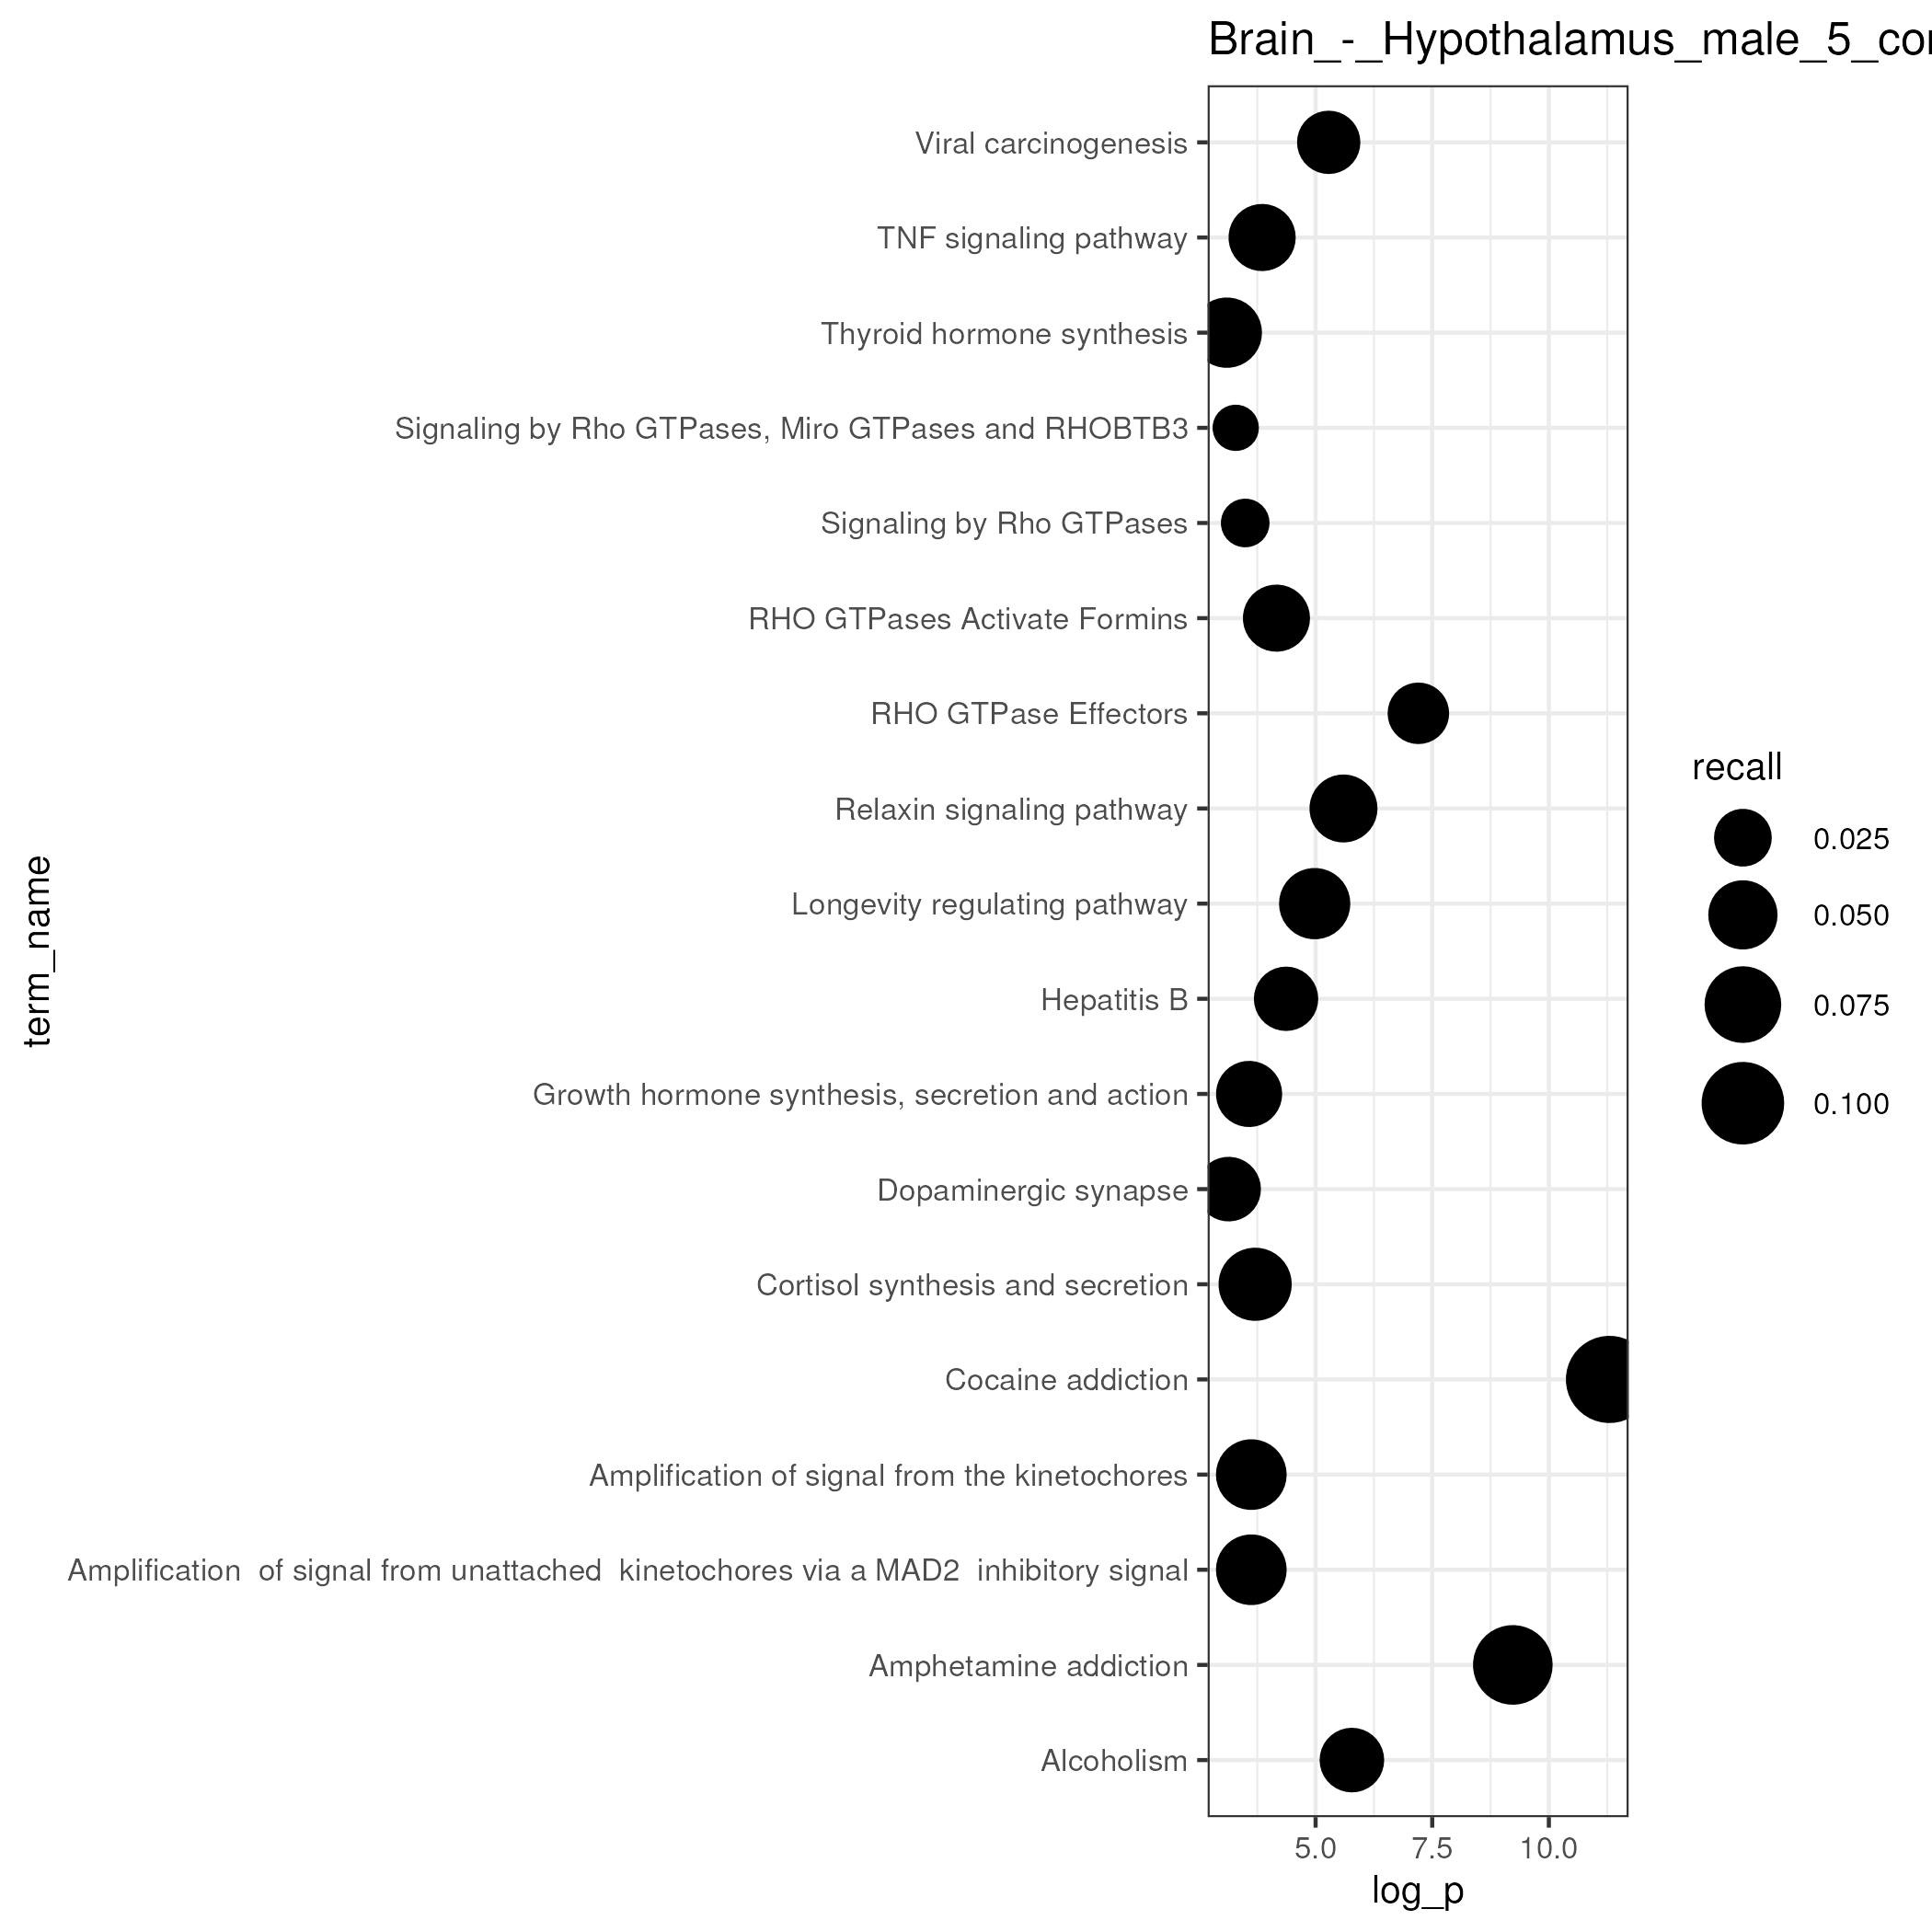 Brain_-_Hypothalamus_male_5_co
Viral carcinogenesis
TNF signaling pathway
Thyroid hormone synthesis
Signaling by Rho GTPases, Miro GTPases and RHOBTB3
Signaling by Rho GTPases
RHO GTPases Activate Formins
RHO GTPase Effectors
Relaxin signaling pathway
Longevity regulating pathway
Hepatitis B
Growth hormone synthesis, secretion and action
Dopaminergic synapse
Cortisol synthesis and secretion
Cocaine addiction
Amplification of signal from the kinetochores
Amplification  of signal from unattached  kinetochores via a MAD2  inhibitory signal
Amphetamine addiction
Alcoholism
term_name
5.0 7.5 10.0
log_p
recall
0.025
0.050
0.075
0.100